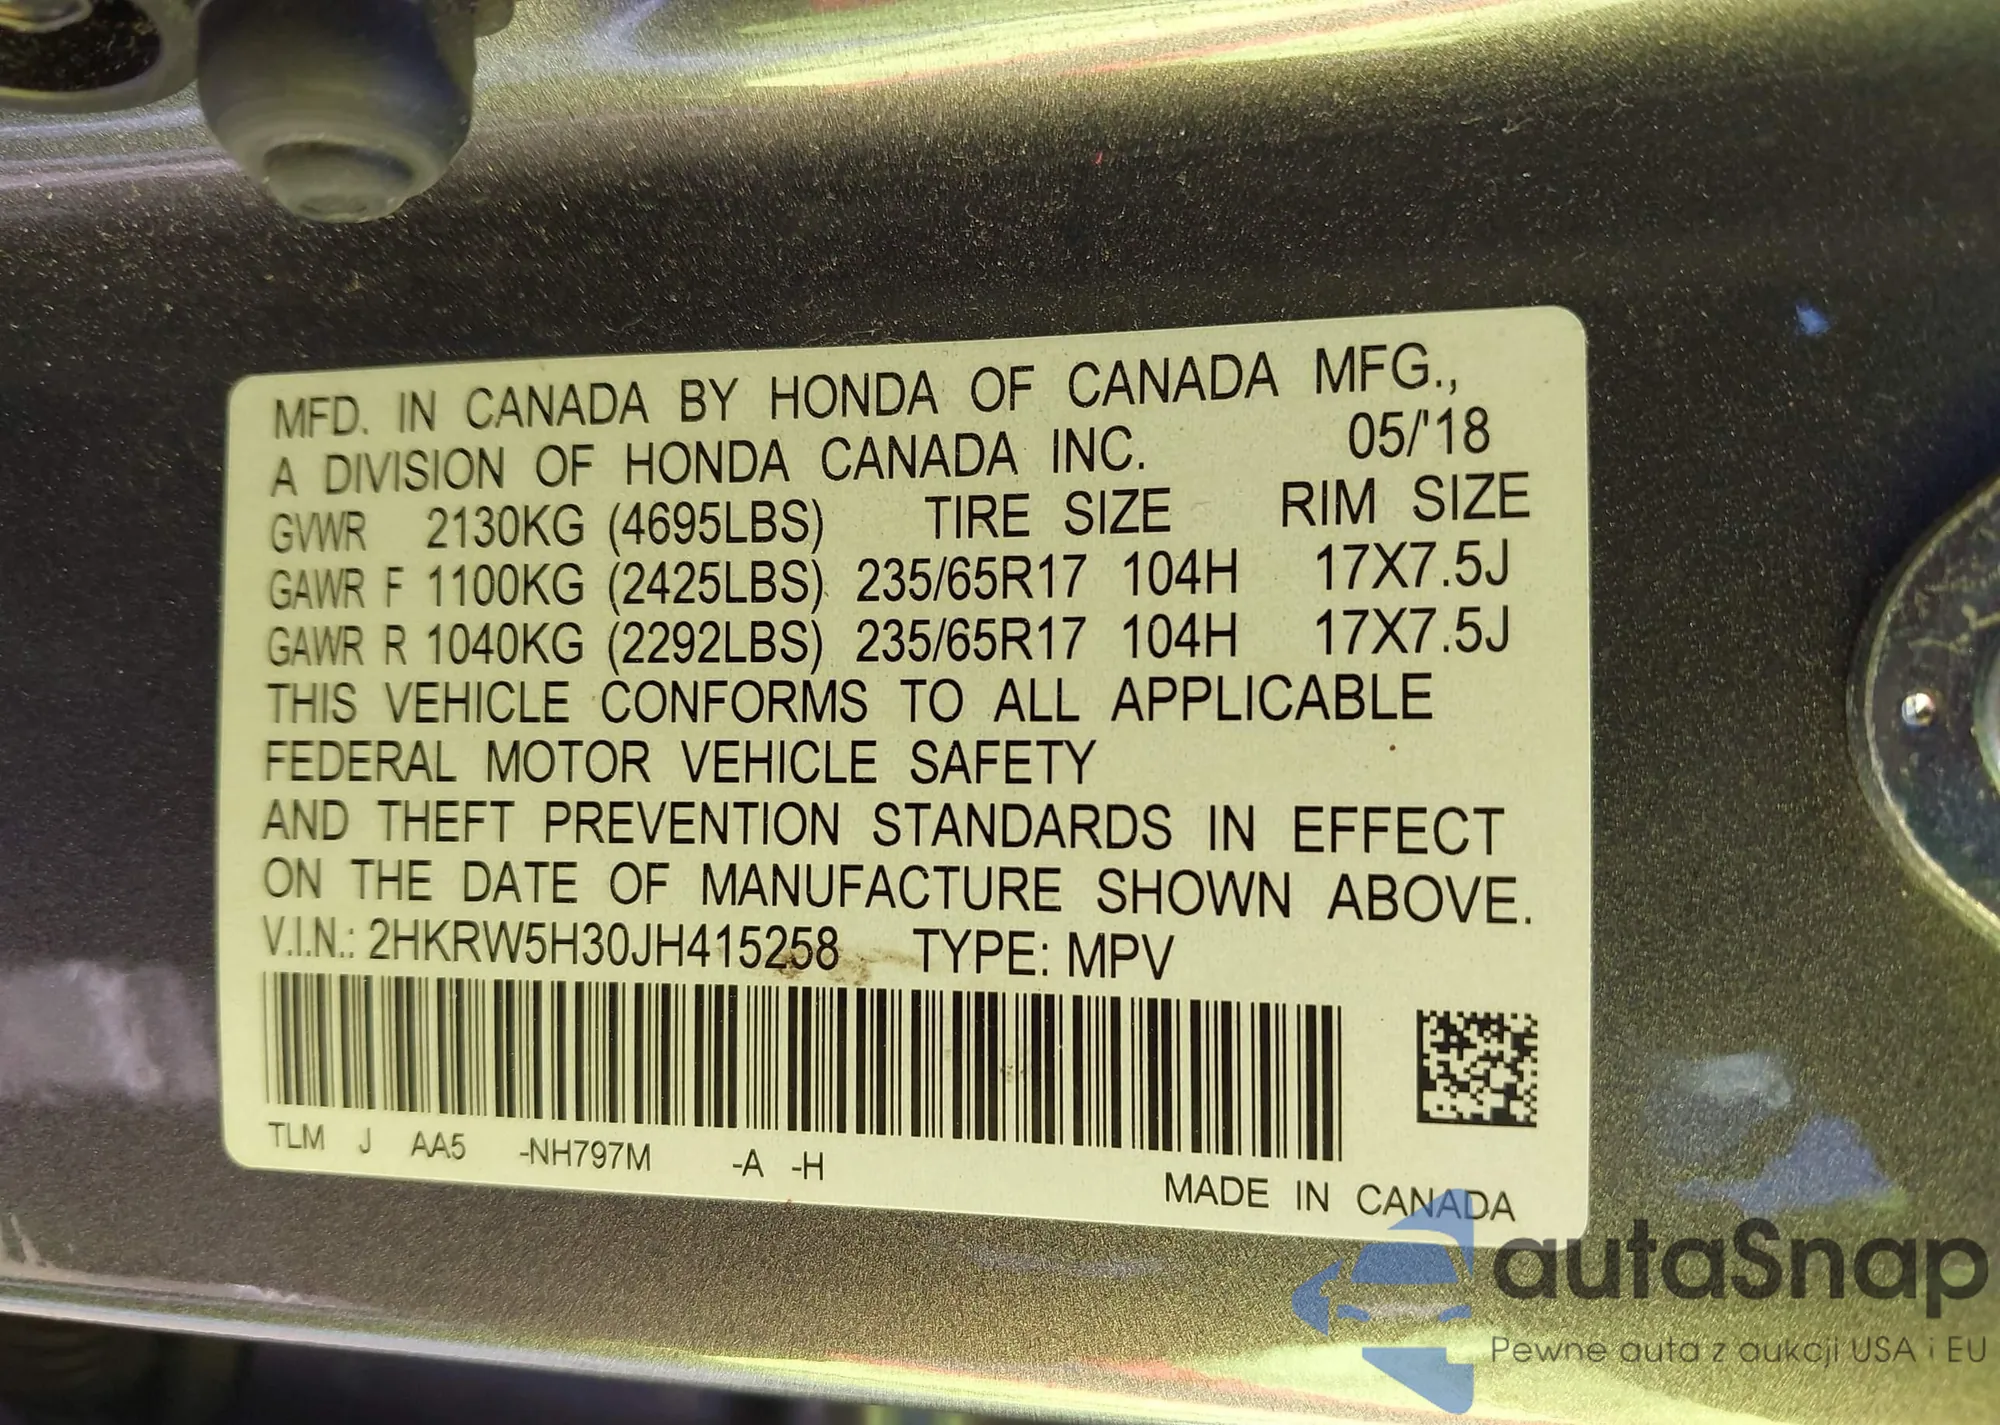 MFD. IN CANADA BY HONDA OF CANADA MFG.,
A DIVISION OF HONDA CANADA INC. 05/'18
GVWR 2130KG (4695LBS) TIRE SIZE RIM SIZE
GAWR F 1100KG (2425LBS) 235/65R17 104H 17X7.5J
GAWR R 1040KG (2292LBS) 235/65R17 104H 17X7.5J
THIS VEHICLE CONFORMS TO ALL APPLICABLE
FEDERAL MOTOR VEHICLE SAFETY
AND THEFT PREVENTION STANDARDS IN EFFECT
ON THE DATE OF MANUFACTURE SHOWN ABOVE.
V.I.N.: 2HKRW5H30JH415258 TYPE: MPV
TLM J AA5 -NH797M -A -H
MADE IN CANADA
autaSnap
Pewne auta z aukcji USA i EU